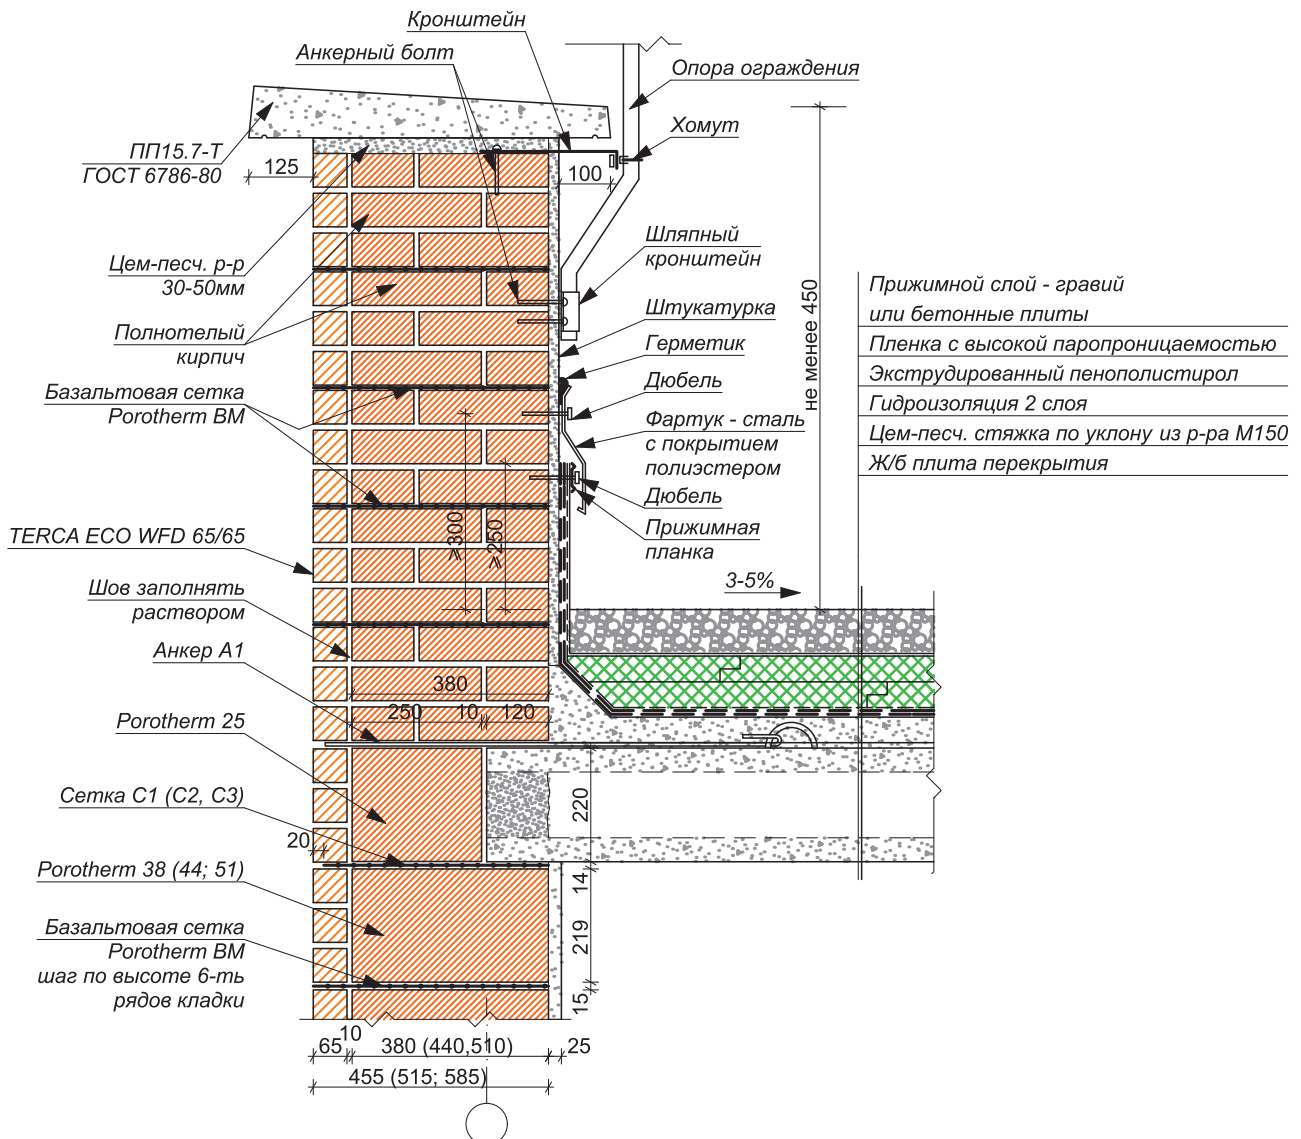 Кронштейн
Анкерный болт
Опора ограждения
Хомут
ПП15.7-Т
ГОСТ 6786-80
125
100
Шляпный
кронштейн
Цем-песч. р-р
30-50мм
не менее 450
Прижимной слой - гравий
или бетонные плиты
Штукатурка
Полнотелый
кирпич
Герметик
Пленка с высокой паропроницаемостью
Экструдированный пенополистирол
Базальтовая сетка
Porotherm BM
Дюбель
Гидроизоляция 2 слоя
Фартук - сталь
с покрытием
полиэстером
Цем-песч. стяжка по уклону из р-ра М150
Ж/б плита перекрытия
Дюбель
Прижимная
планка
⩾300
⩾250
TERCA ECO WFD 65/65
3-5%
Шов заполнять
раствором
Анкер А1
380
250
10
120
Porotherm 25
Сетка С1 (С2, С3)
220
20
Porotherm 38 (44; 51)
14
219
Базальтовая сетка
Porotherm BM
шаг по высоте 6-ть
рядов кладки
15
10
65
380 (440,510)
25
455 (515; 585)